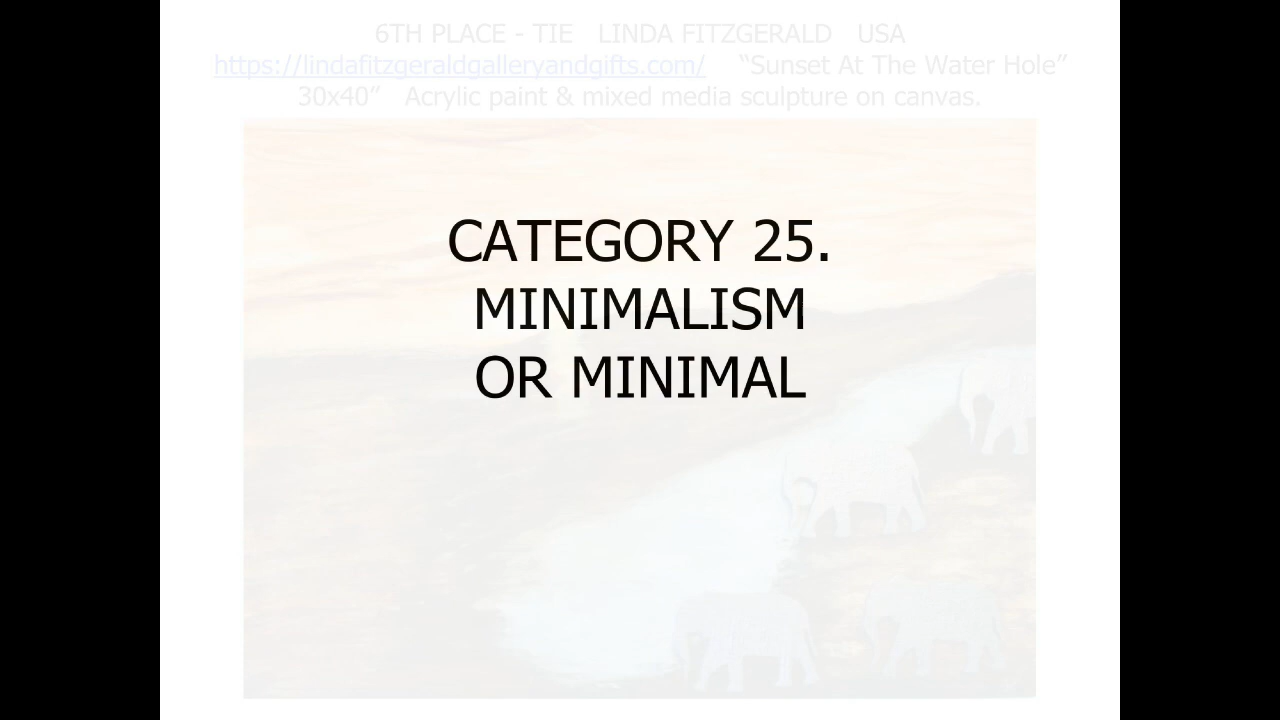 6TH PLACE - TIE   LINDA FITZGERALD   USA
https://lindafitzgeraldgalleryandgifts.com/   “Sunset At The Water Hole”
30x40”   Acrylic paint & mixed media sculpture on canvas.
CATEGORY 25.
MINIMALISM
OR MINIMAL